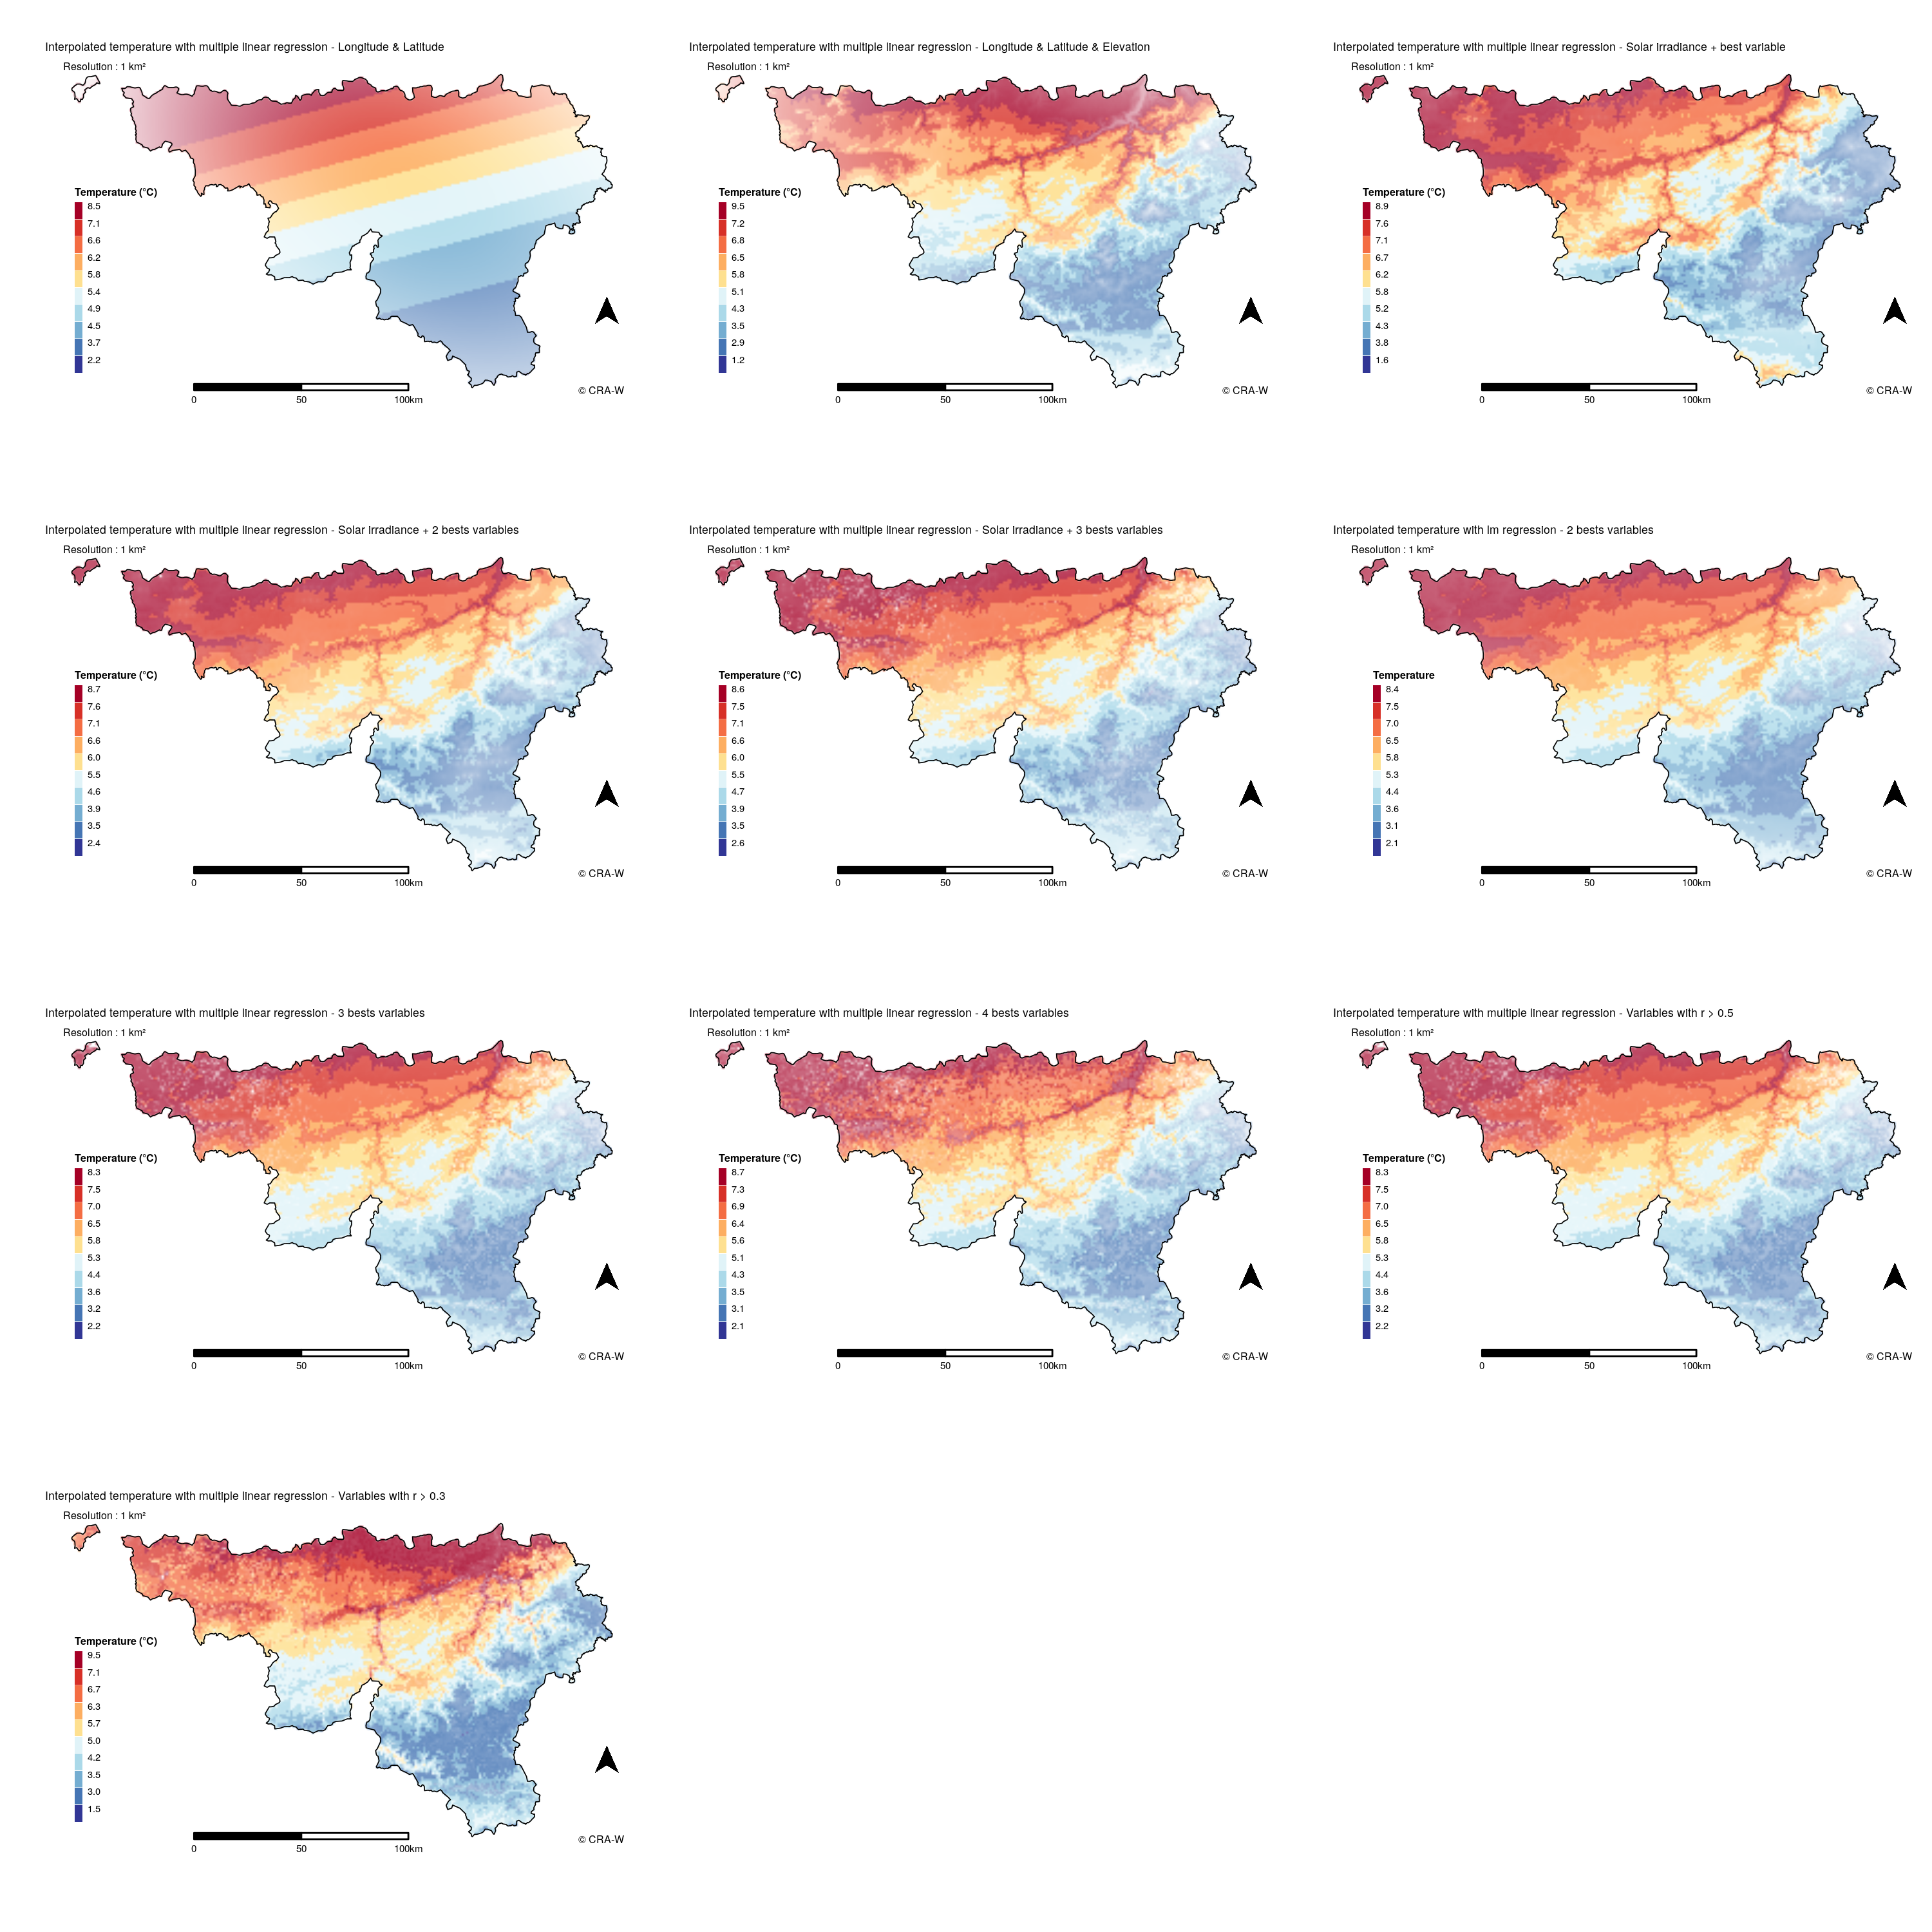 Interpolated temperature with multiple linear regression - Longitude & Latitude
Resolution : 1 km²
Temperature (°C)
8.5
7.1
6.6
6.2
5.8
5.4
4.9
4.5
3.7
2.2
0 50 100km
© CRA-W
Interpolated temperature with multiple linear regression - Longitude & Latitude & Elevation
Resolution : 1 km²
Temperature (°C)
9.5
7.2
6.8
6.5
5.8
5.1
4.3
3.5
2.9
1.2
0 50 100km
© CRA-W
Interpolated temperature with multiple linear regression - Solar irradiance + best variable
Resolution : 1 km²
Temperature (°C)
8.9
7.6
7.1
6.7
6.2
5.8
5.2
4.3
3.8
1.6
0 50 100km
© CRA-W
Interpolated temperature with multiple linear regression - Solar irradiance + 2 bests variables
Resolution : 1 km²
Temperature (°C)
8.7
7.6
7.1
6.6
6.0
5.5
4.6
3.9
3.5
2.4
0 50 100km
© CRA-W
Interpolated temperature with multiple linear regression - Solar irradiance + 3 bests variables
Resolution : 1 km²
Temperature (°C)
8.6
7.5
7.1
6.6
6.0
5.5
4.7
3.9
3.5
2.6
0 50 100km
© CRA-W
Interpolated temperature with lm regression - 2 bests variables
Resolution : 1 km²
Temperature
8.4
7.5
7.0
6.5
5.8
5.3
4.4
3.6
3.1
2.1
0 50 100km
© CRA-W
Interpolated temperature with multiple linear regression - 3 bests variables
Resolution : 1 km²
Temperature (°C)
8.3
7.5
7.0
6.5
5.8
5.3
4.4
3.6
3.2
2.2
0 50 100km
© CRA-W
Interpolated temperature with multiple linear regression - 4 bests variables
Resolution : 1 km²
Temperature (°C)
8.7
7.3
6.9
6.4
5.6
5.1
4.3
3.5
3.1
2.1
0 50 100km
© CRA-W
Interpolated temperature with multiple linear regression - Variables with r > 0.5
Resolution : 1 km²
Temperature (°C)
8.3
7.5
7.0
6.5
5.8
5.3
4.4
3.6
3.2
2.2
0 50 100km
© CRA-W
Interpolated temperature with multiple linear regression - Variables with r > 0.3
Resolution : 1 km²
Temperature (°C)
9.5
7.1
6.7
6.3
5.7
5.0
4.2
3.5
3.0
1.5
0 50 100km
© CRA-W